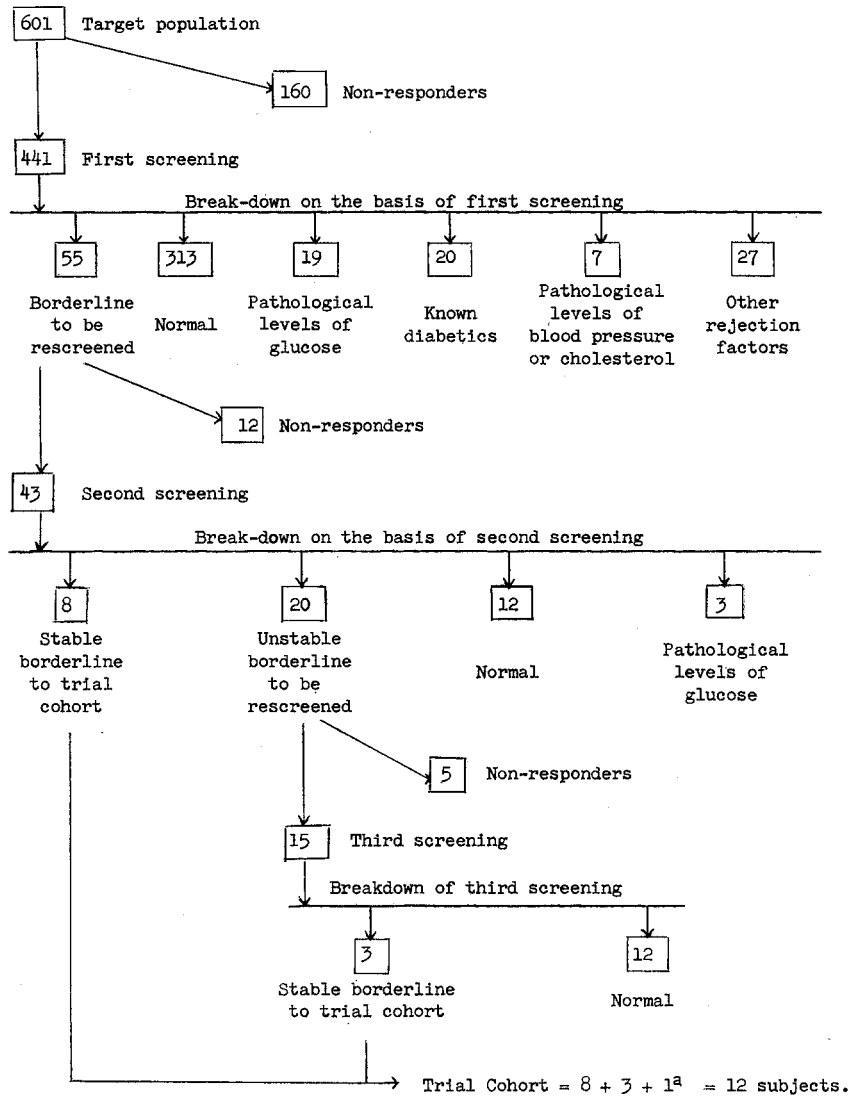 601 Target population
160 Non-responders
441 First screening
Break-down on the basis of first screening
55 313 19 20 7 27
Borderline
to be
rescreened
Normal
Pathological
levels of
glucose
Known
diabetics
Pathological
levels of
blood pressure
or cholesterol
Other
rejection
factors
12 Non-responders
43 Second screening
Break-down on the basis of second screening
8 20 12 3
Stable
borderline
to trial
cohort
Unstable
borderline
to be
rescreened
Normal
Pathological
levels of
glucose
5 Non-responders
15 Third screening
Breakdown of third screening
3 12
Stable borderline
to trial cohort
Normal
Trial Cohort = 8 + 3 + 1ª = 12 subjects.